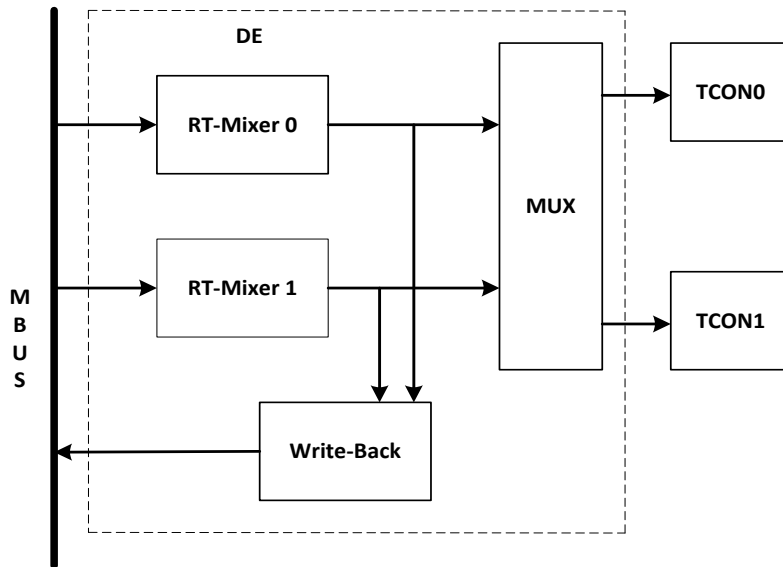 DE
RT-Mixer 0
TCON0
MUX
RT-Mixer 1
TCON1
M
B
U
S
Write-Back